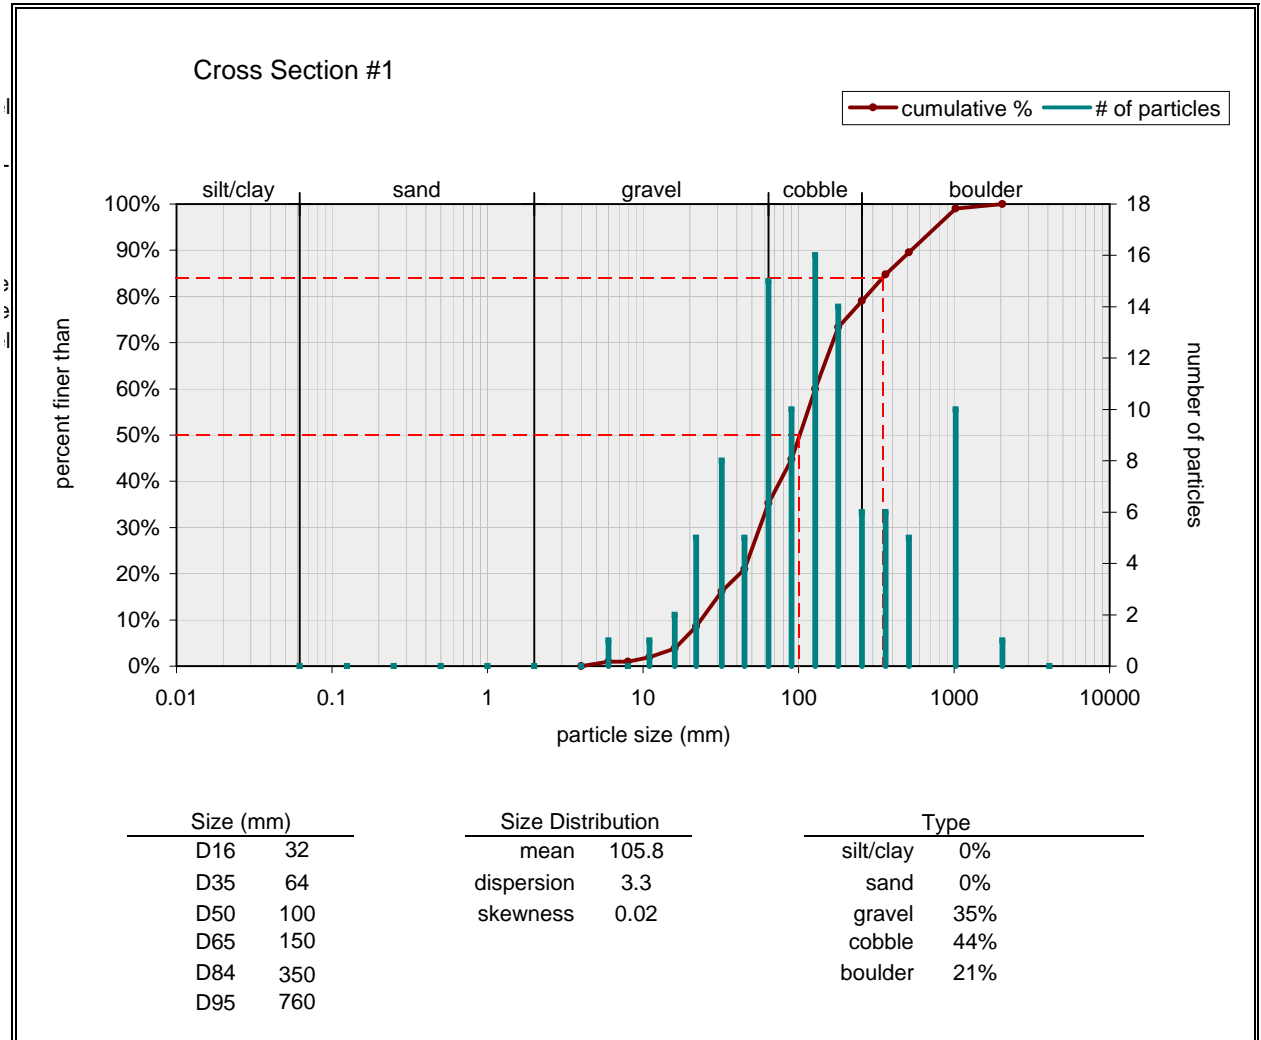 Cross Section #1
cumulative % # of particles
silt/clay sand gravel cobble boulder
100%
90%
80%
70%
60%
50%
40%
30%
20%
10%
0%
percent finer than
18
16
14
12
10
8
6
4
2
0
number of particles
0.01 0.1 1 10 100 1000 10000
particle size (mm)
Size (mm)
D16 32
D35 64
D50 100
D65 150
D84 350
D95 760
Size Distribution
mean 105.8
dispersion 3.3
skewness 0.02
Type
silt/clay 0%
sand 0%
gravel 35%
cobble 44%
boulder 21%